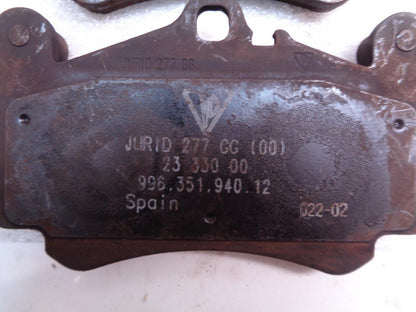 JURID 277 GG
JURID 277 GG (00)
23 330 00
996.351.940.12
Spain
G22-02